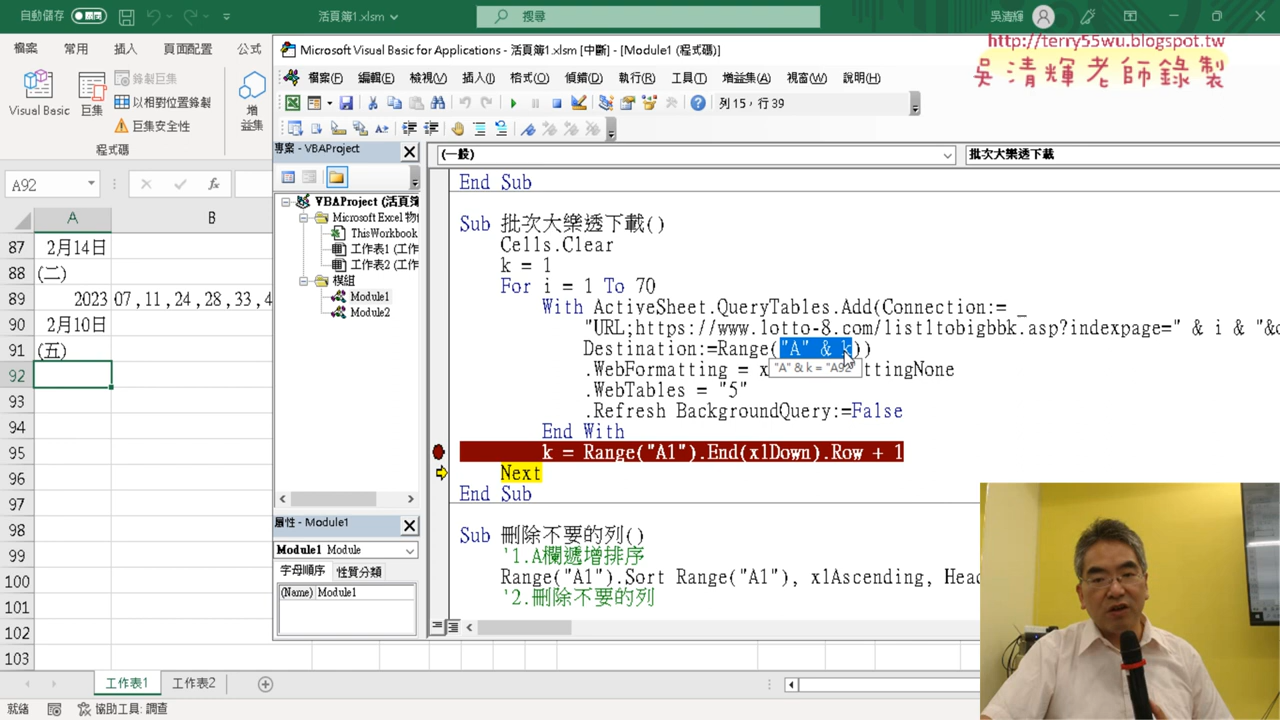 自動儲存
活頁簿1.xlsm
搜尋
吳清輝
http://terry55wu.blogspot.tw
吳清輝老師錄製
檔案 常用 插入 頁面配置 公式
Visual Basic
巨集
錄製巨集
以相對位置錄製
巨集安全性
程式碼
增益集
A92
A B
87 2月14日
88 (二)
89 2023 07,11,24,28,33,4
90 2月10日
91 (五)
92
93
94
95
96
97
98
99
100
101
102
103
工作表1 工作表2
就緒 協助工具: 調查
Microsoft Visual Basic for Applications - 活頁簿1.xlsm [中斷] - [Module1 (程式碼)]
檔案(F) 編輯(E) 檢視(V) 插入(I) 格式(O) 偵錯(D) 執行(R) 工具(T) 增益集(A) 視窗(W) 說明(H)
列 15，行 39
專案 - VBAProject
VBAProject (活頁簿
Microsoft Excel 物
ThisWorkbook
工作表1 (工作
工作表2 (工作
模組
Module1
Module2
屬性 - Module1
Module1 Module
字母順序 性質分類
(Name) Module1
(一般) 批次大樂透下載
End Sub
Sub 批次大樂透下載()
Cells.Clear
k = 1
For i = 1 To 70
With ActiveSheet.QueryTables.Add(Connection:= _
"URL;https://www.lotto-8.com/listltobigbbk.asp?indexpage=" & i & "&o
Destination:=Range("A" & k))
"A" & k = "A92"
.WebFormatting = x ttingNone
.WebTables = "5"
.Refresh BackgroundQuery:=False
End With
k = Range("A1").End(xlDown).Row + 1
Next
End Sub
Sub 刪除不要的列()
'1.A欄遞增排序
Range("A1").Sort Range("A1"), xlAscending, Hea
'2.刪除不要的列